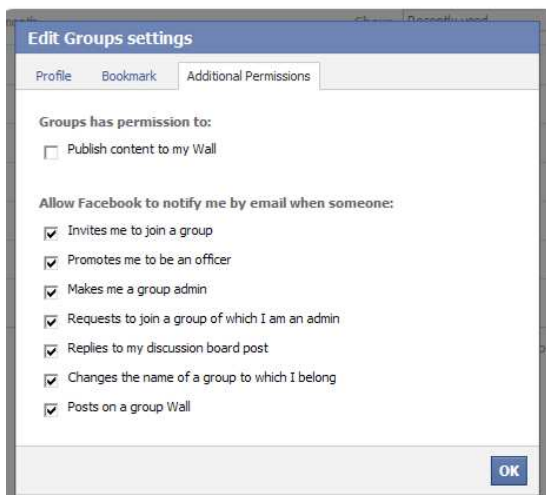 Show: Recently used
Edit Groups settings
Profile Bookmark Additional Permissions
Groups has permission to:
Publish content to my Wall
Allow Facebook to notify me by email when someone:
Invites me to join a group
Promotes me to be an officer
Makes me a group admin
Requests to join a group of which I am an admin
Replies to my discussion board post
Changes the name of a group to which I belong
Posts on a group Wall
OK